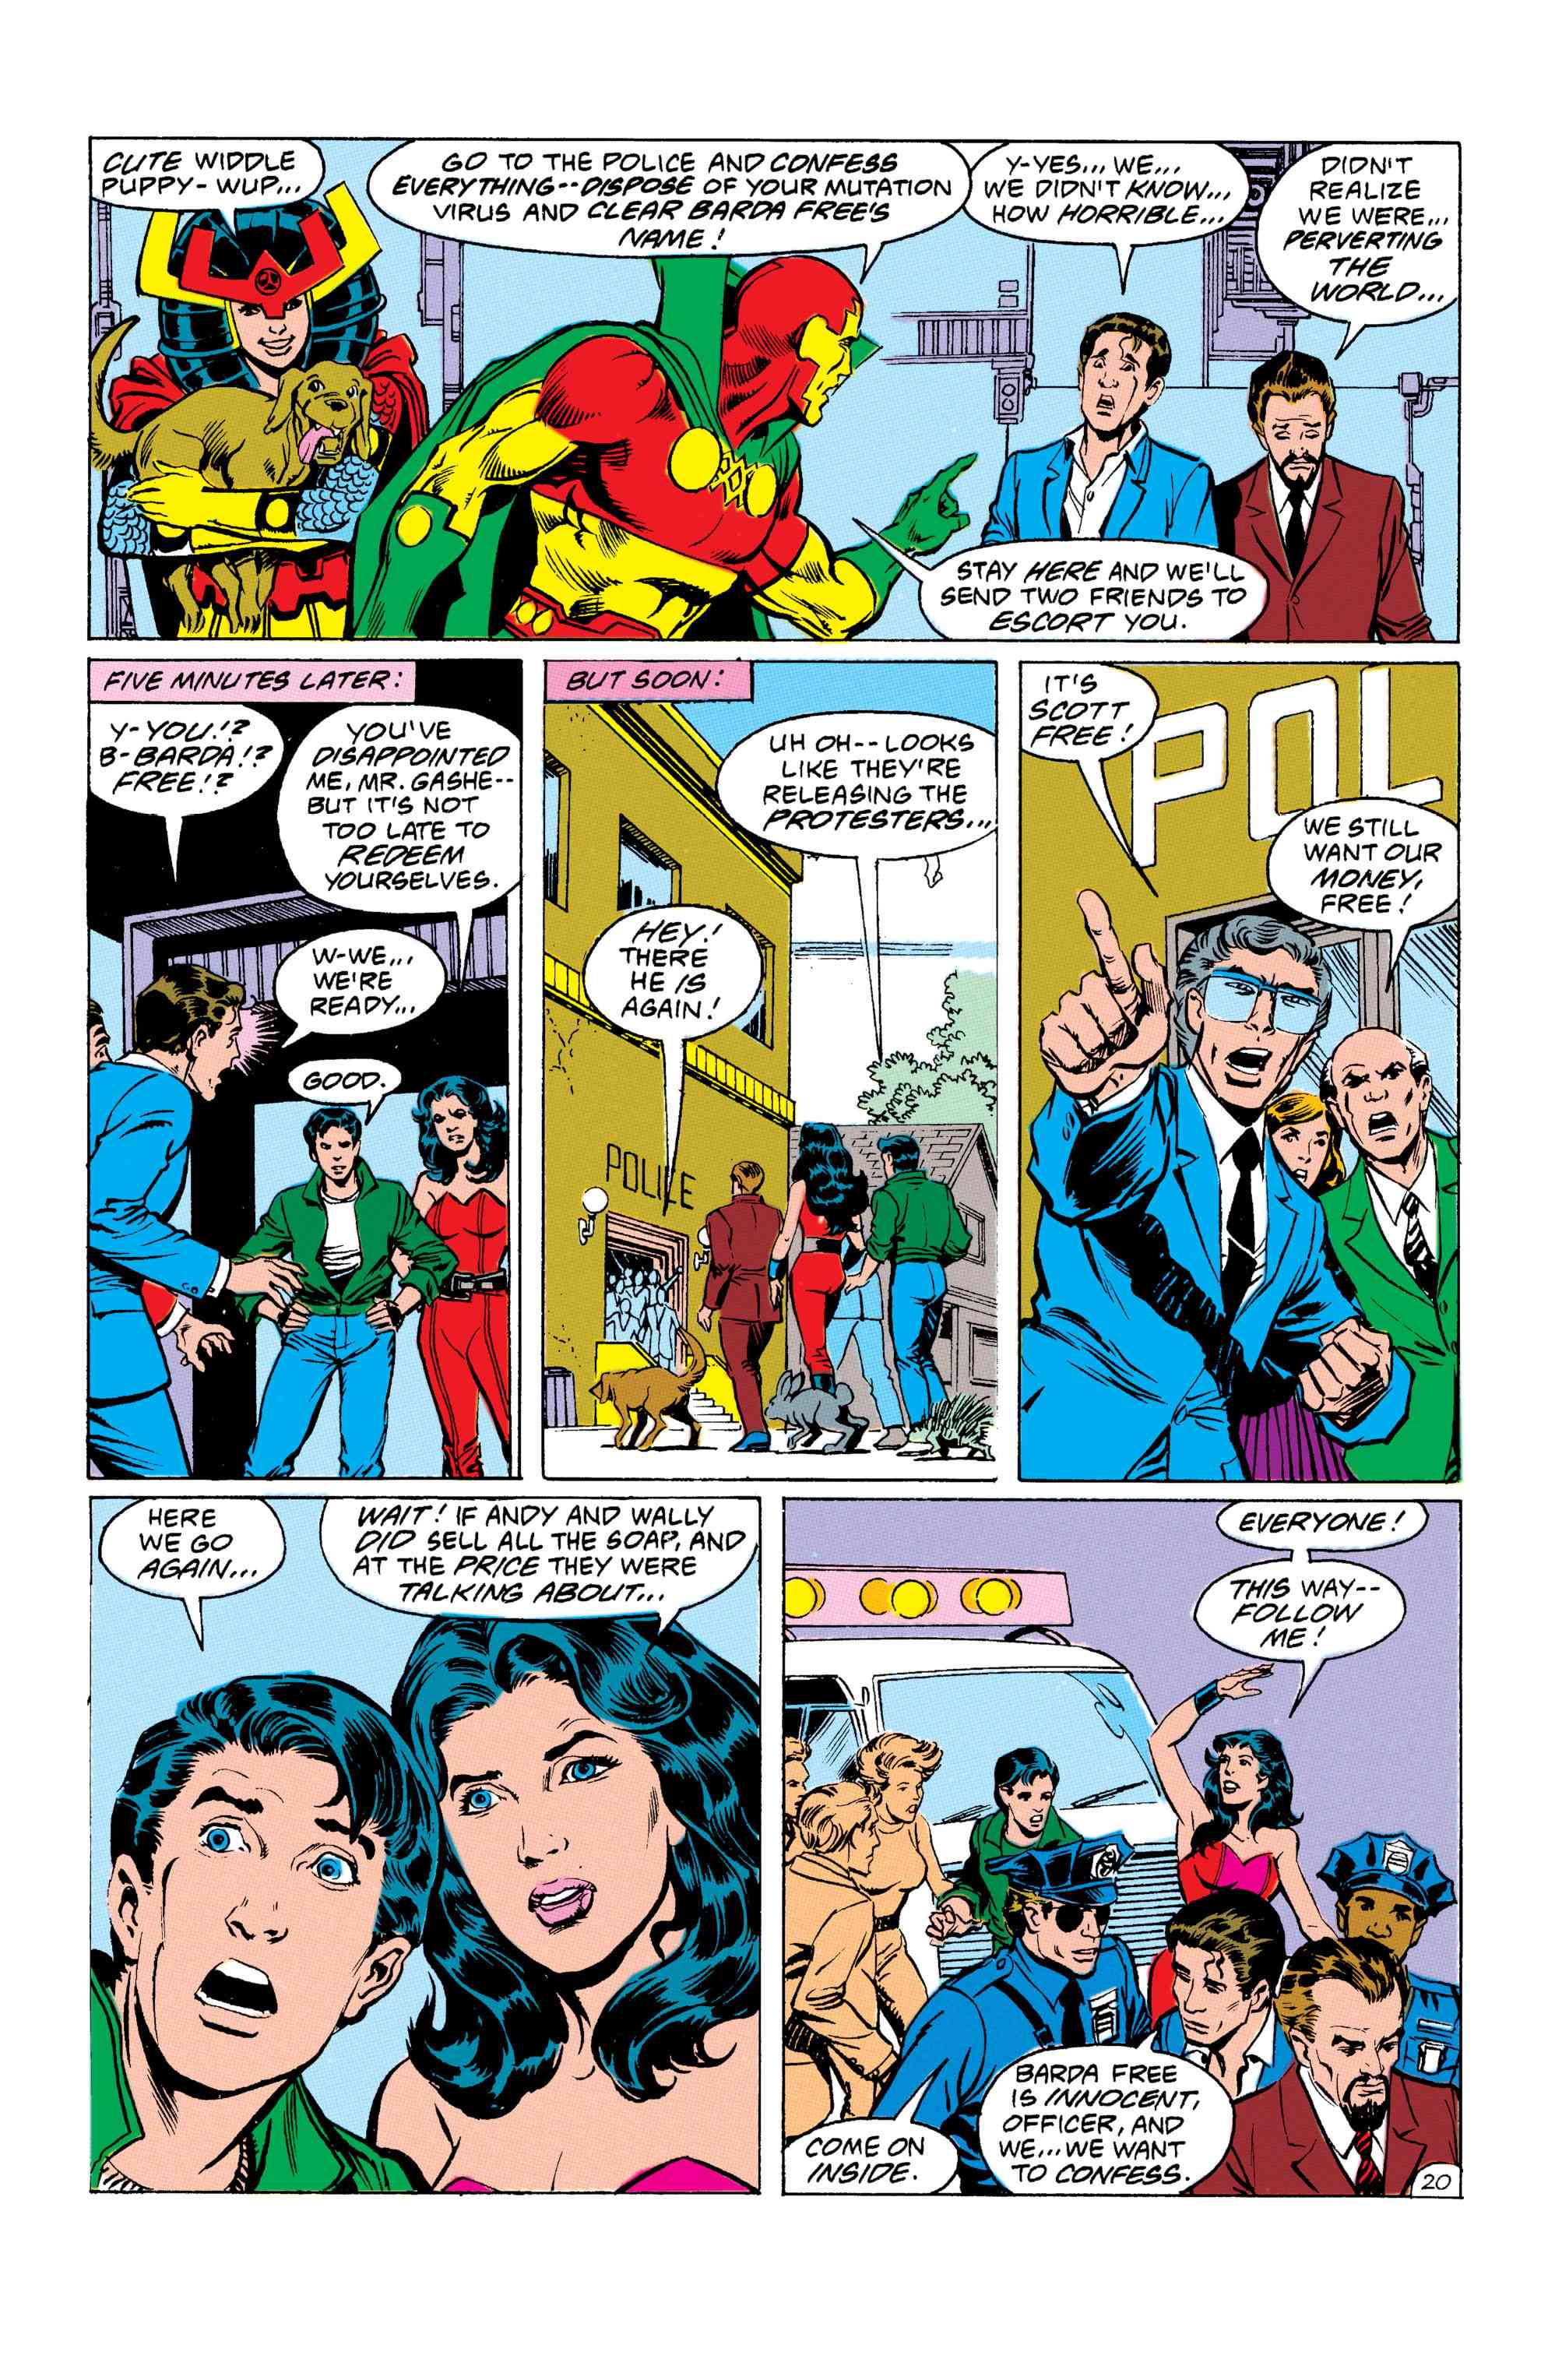 CUTE WIDDLE
PUPPY-WUP...
GO TO THE POLICE AND CONFESS
EVERYTHING--DISPOSE OF YOUR MUTATION
VIRUS AND CLEAR BARDA FREE'S
NAME!
Y-YES... WE...
WE DIDN'T KNOW...
HOW HORRIBLE...
DIDN'T
REALIZE
WE WERE...
PERVERTING
THE
WORLD...
STAY HERE AND WE'LL
SEND TWO FRIENDS TO
ESCORT YOU.
FIVE MINUTES LATER:
Y-YOU!?
B-BARDA!?
FREE!?
YOU'VE
DISAPPOINTED
ME, MR. GASHE--
BUT IT'S NOT
TOO LATE TO
REDEEM
YOURSELVES.
W-WE...
WE'RE
READY...
GOOD.
BUT SOON:
UH OH--LOOKS
LIKE THEY'RE
RELEASING THE
PROTESTERS...
HEY!
THERE
HE IS
AGAIN!
POLICE
IT'S
SCOTT
FREE!
POL
WE STILL
WANT OUR
MONEY,
FREE!
HERE
WE GO
AGAIN...
WAIT! IF ANDY AND WALLY
DID SELL ALL THE SOAP, AND
AT THE PRICE THEY WERE
TALKING ABOUT...
EVERYONE!
THIS WAY--
FOLLOW
ME!
COME ON
INSIDE.
BARDA FREE
IS INNOCENT,
OFFICER, AND
WE...WE WANT
TO CONFESS.
20